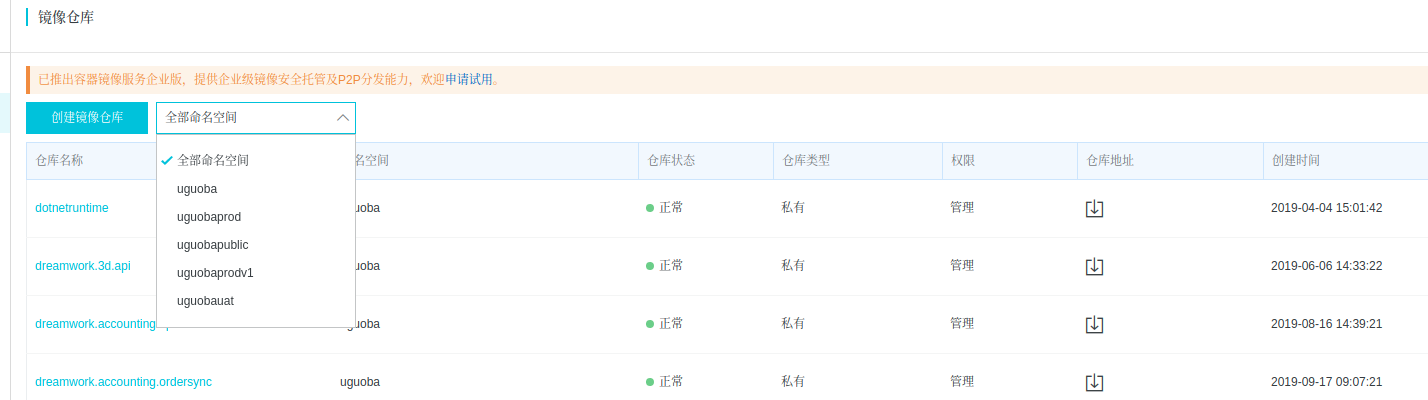 镜像仓库
已推出容器镜像服务企业版，提供企业级镜像安全托管及P2P分发能力，欢迎申请试用。
创建镜像仓库 全部命名空间
仓库名称 名空间 仓库状态 仓库类型 权限 仓库地址 创建时间
全部命名空间
uguoba
uguobaprod
uguobapublic
uguobaprodv1
uguobauat
dotnetruntime uoba 正常 私有 管理 2019-04-04 15:01:42
dreamwork.3d.api uoba 正常 私有 管理 2019-06-06 14:33:22
dreamwork.accounting. uguoba 正常 私有 管理 2019-08-16 14:39:21
dreamwork.accounting.ordersync uguoba 正常 私有 管理 2019-09-17 09:07:21